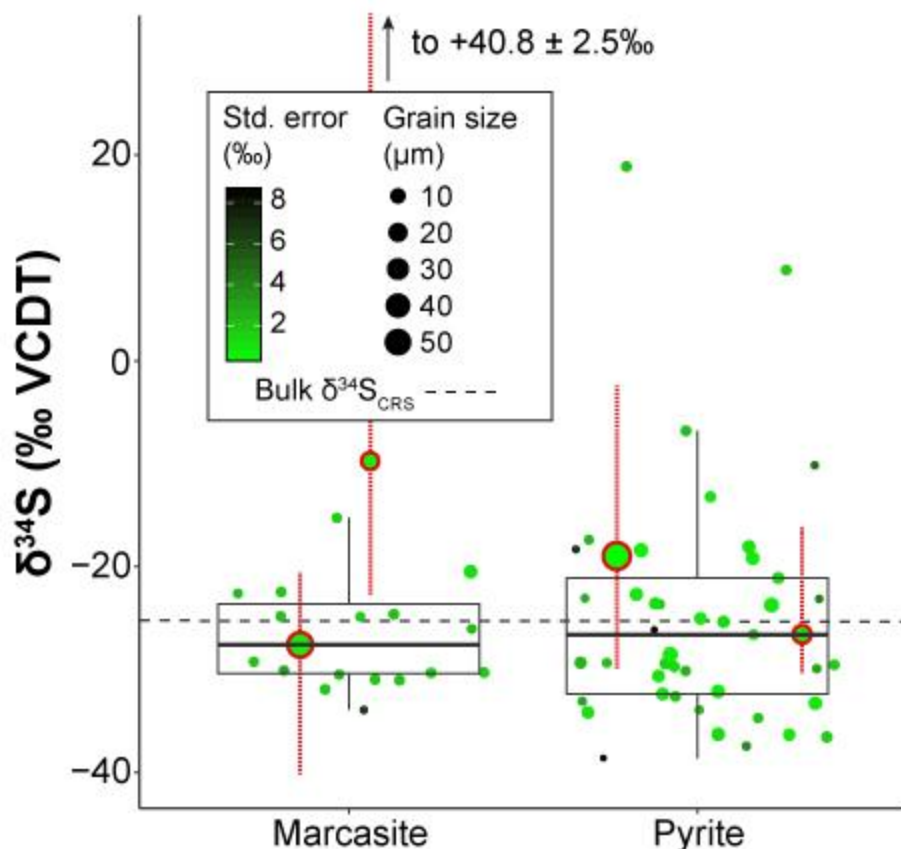 to +40.8 ± 2.5‰
Std. error
(‰)
8
6
4
2
Grain size
(μm)
10
20
30
40
50
Bulk δ³⁴S_CRS
δ³⁴S (‰ VCDT)
20
0
−20
−40
Marcasite
Pyrite